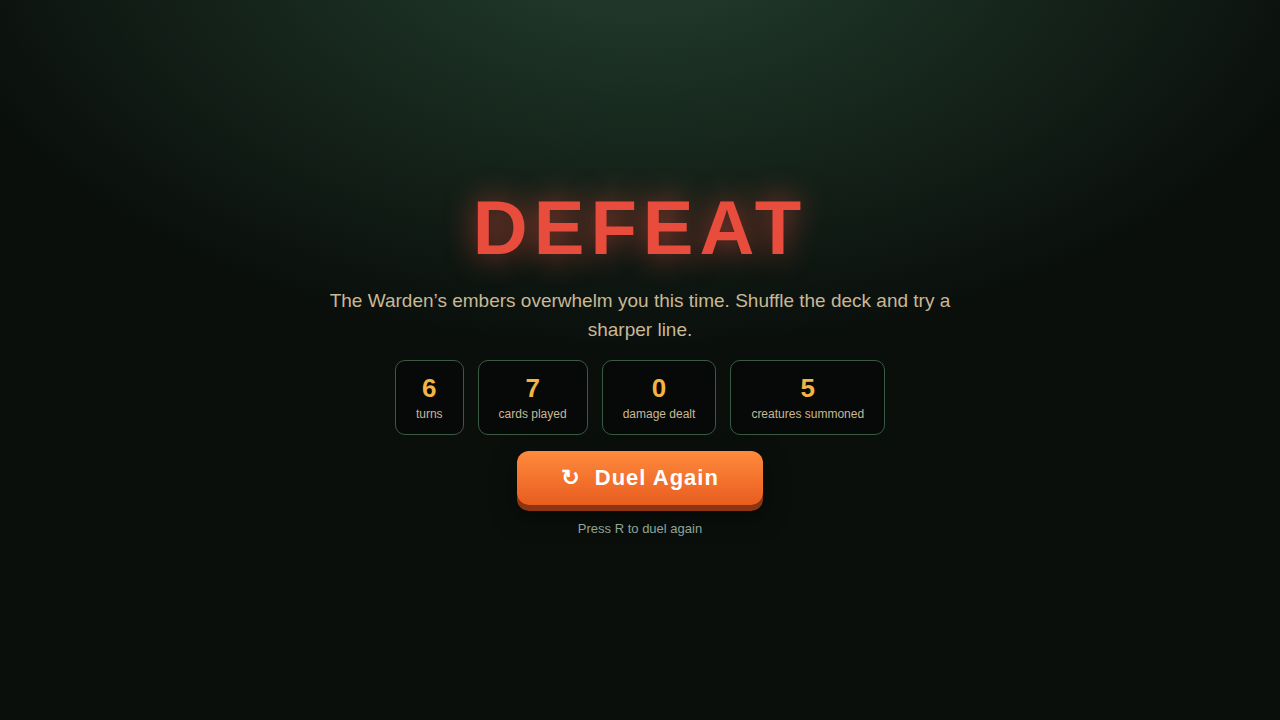 DEFEAT
The Warden’s embers overwhelm you this time. Shuffle the deck and try a
sharper line.
6 7 0 5
turns cards played damage dealt creatures summoned
↻ Duel Again
Press R to duel again